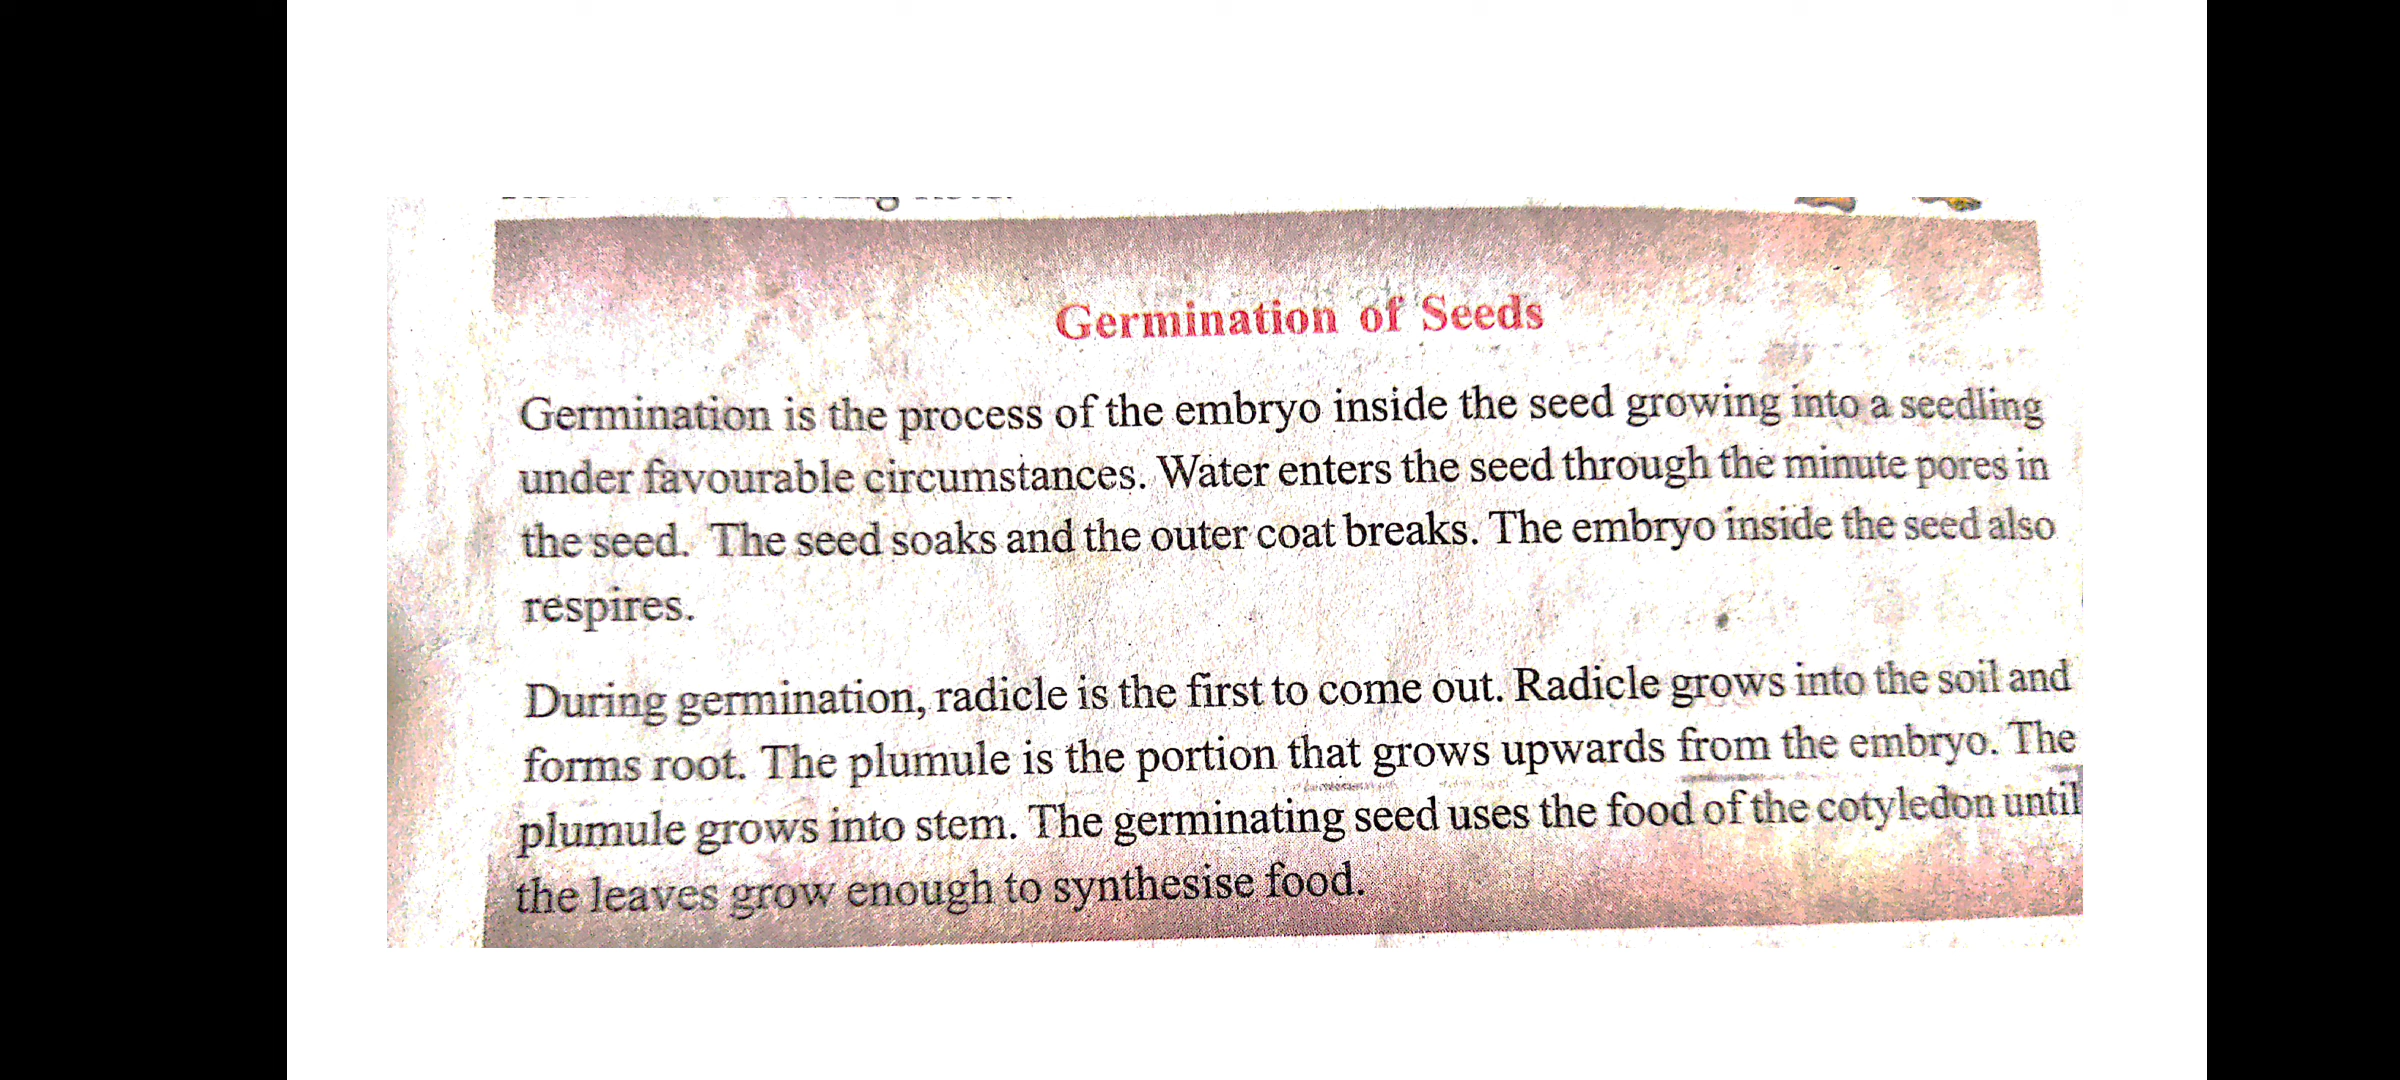 Germination of Seeds
Germination is the process of the embryo inside the seed growing into a seedling
under favourable circumstances. Water enters the seed through the minute pores in
the seed. The seed soaks and the outer coat breaks. The embryo inside the seed also
respires.
During germination, radicle is the first to come out. Radicle grows into the soil and
forms root. The plumule is the portion that grows upwards from the embryo. The
plumule grows into stem. The germinating seed uses the food of the cotyledon until
the leaves grow enough to synthesise food.